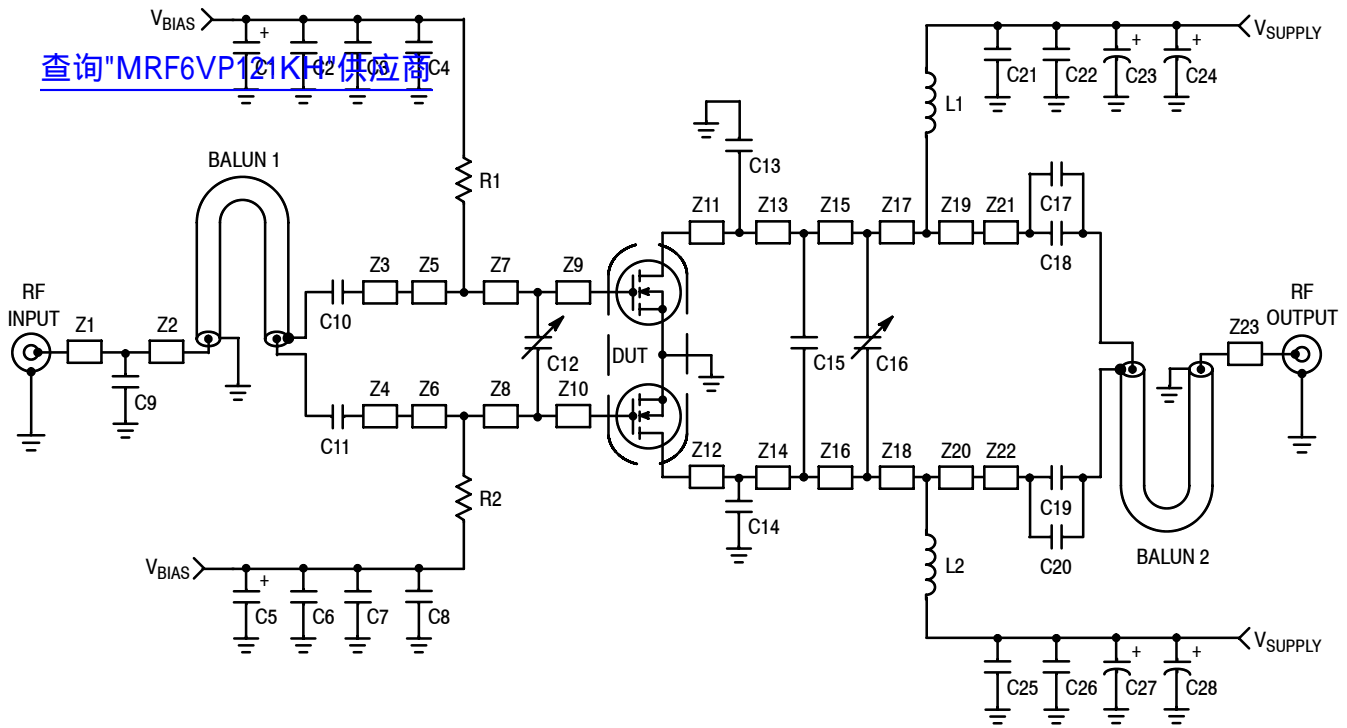 VBIAS
+
查询"MRF6VP121KH"供应商
C1
C2
C3
C4
VSUPPLY
+
+
C21
C22
C23
C24
L1
C13
BALUN 1
R1
C17
Z11
Z13
Z15
Z17
Z19
Z21
C18
Z3
Z5
Z7
Z9
RF
INPUT
Z1
Z2
C10
C9
C12
DUT
C15
C16
Z23
RF
OUTPUT
Z4
Z6
Z8
Z10
C11
Z12
Z14
Z16
Z18
Z20
Z22
R2
C14
C19
C20
BALUN 2
L2
VBIAS
+
C5
C6
C7
C8
VSUPPLY
+
+
C25
C26
C27
C28